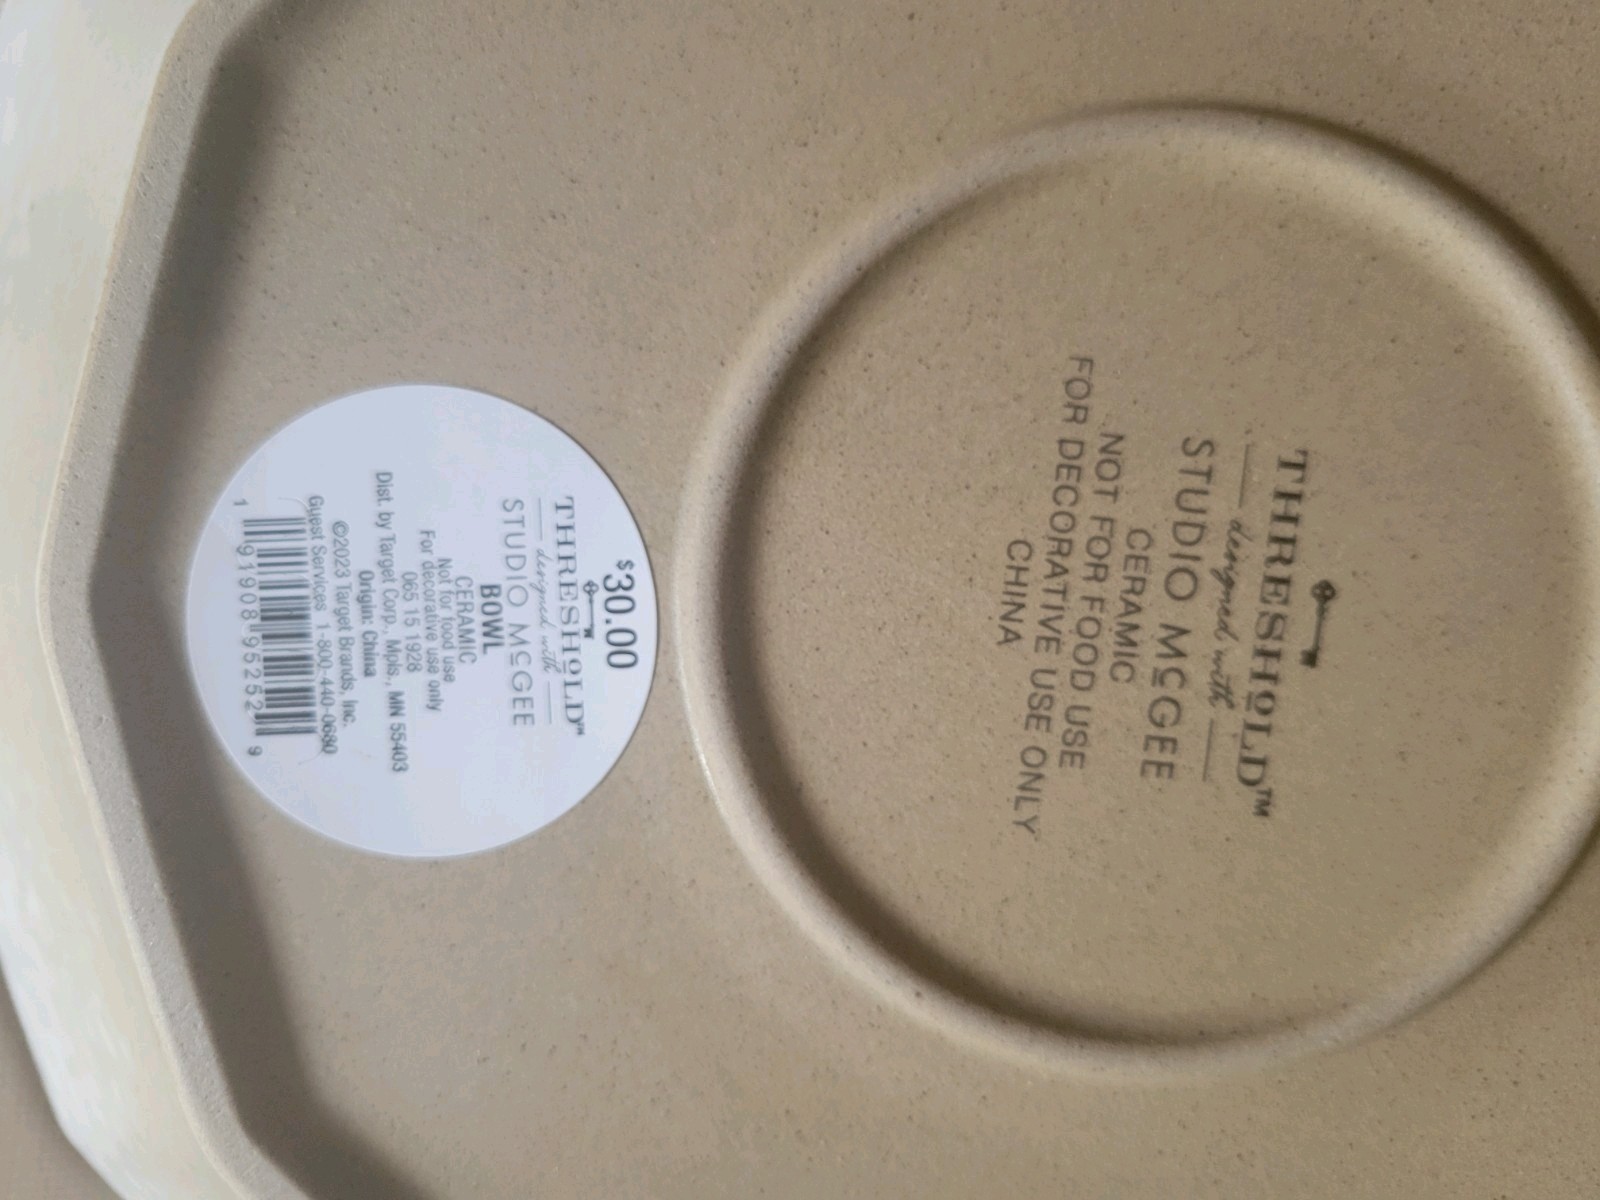 $30.00
THRESHOLD™
designed with
STUDIO MCGEE
BOWL
CERAMIC
Not for food use
For decorative use only
065 15 1928
Dist. by Target Corp., Mpls., MN 55403
Origin: China
©2023 Target Brands, Inc.
Guest Services 1-800-440-0680
1 91908 95252 9
THRESHOLD™
designed with
STUDIO MCGEE
CERAMIC
NOT FOR FOOD USE
FOR DECORATIVE USE ONLY
CHINA